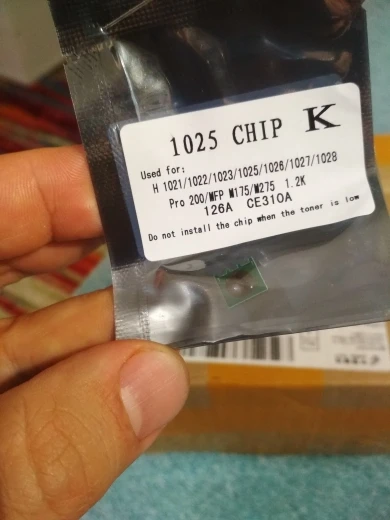 1025 CHIP K
Used for:
H 1021/1022/1023/1025/1026/1027/1028
Pro 200/MFP M175/M275 1.2K
126A CE310A
Do not install the chip when the toner is low